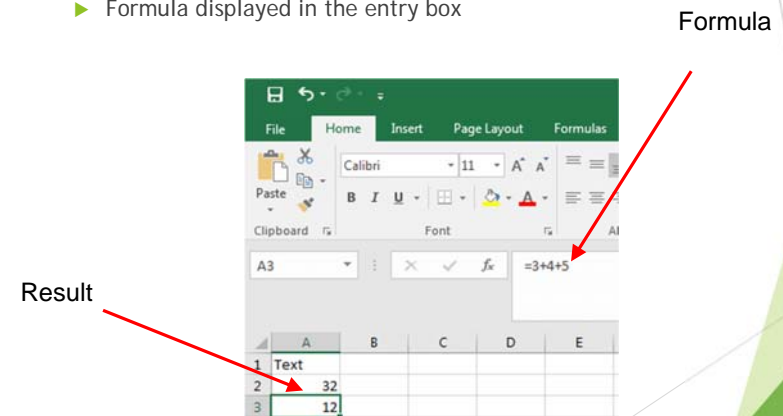 Formula displayed in the entry box
Formula
File Home Insert Page Layout Formulas
Calibri 11 A A
Paste
B I U A
Clipboard Font
A3 fx =3+4+5
Result
A B C D E
1 Text
2 32
3 12